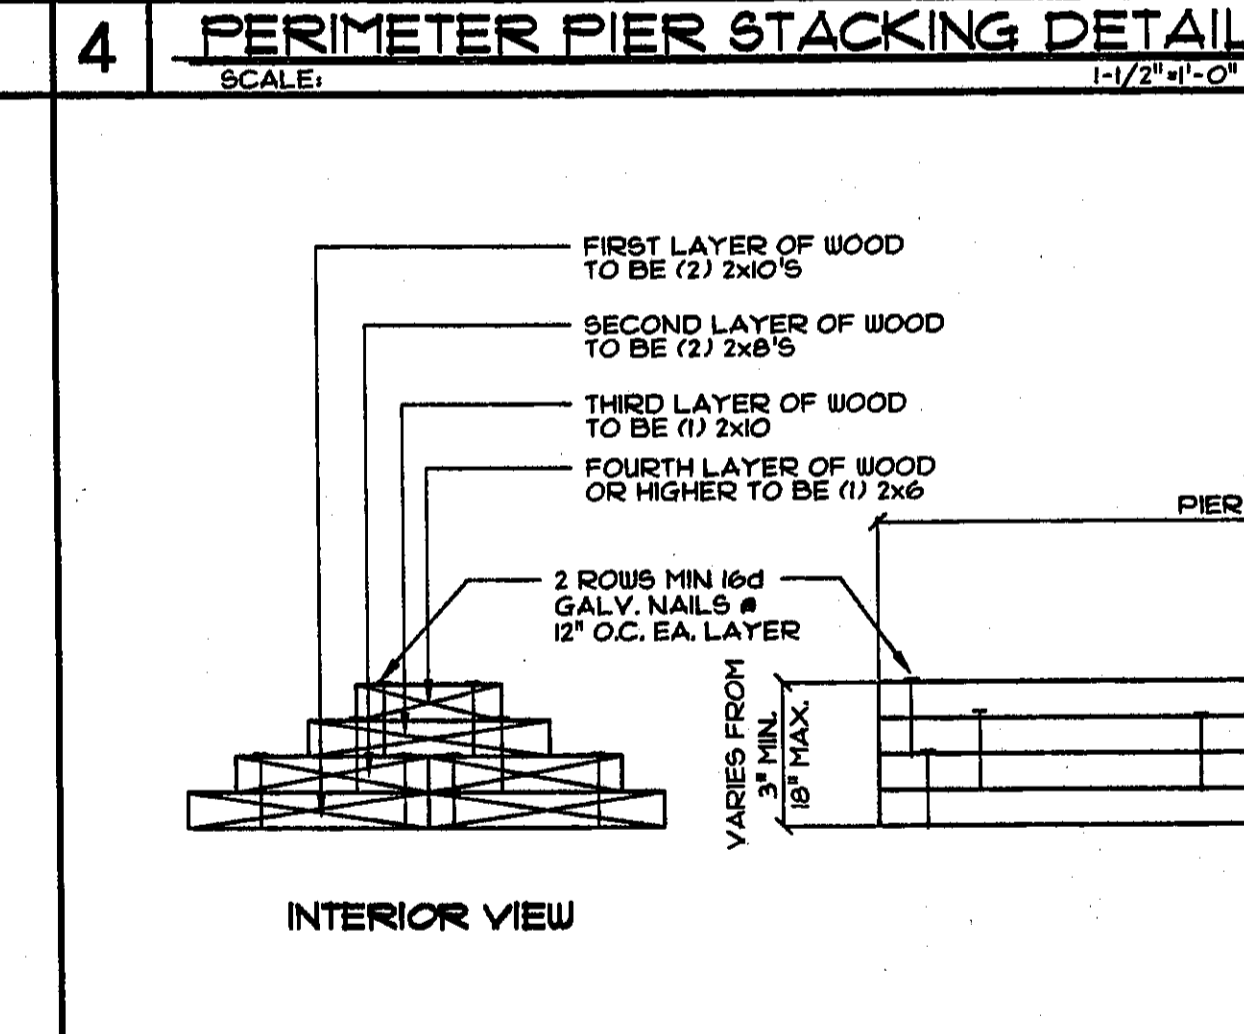 4
PERIMETER PIER STACKING DETAIL
SCALE: 1-1/2"=1'-0"
FIRST LAYER OF WOOD
TO BE (2) 2x10'S
SECOND LAYER OF WOOD
TO BE (2) 2x8'S
THIRD LAYER OF WOOD
TO BE (1) 2x10
FOURTH LAYER OF WOOD
OR HIGHER TO BE (1) 2x6
PIER
2 ROWS MIN 16d
GALV. NAILS @
12" O.C. EA. LAYER
VARIES FROM
3" MIN.
18" MAX.
INTERIOR VIEW